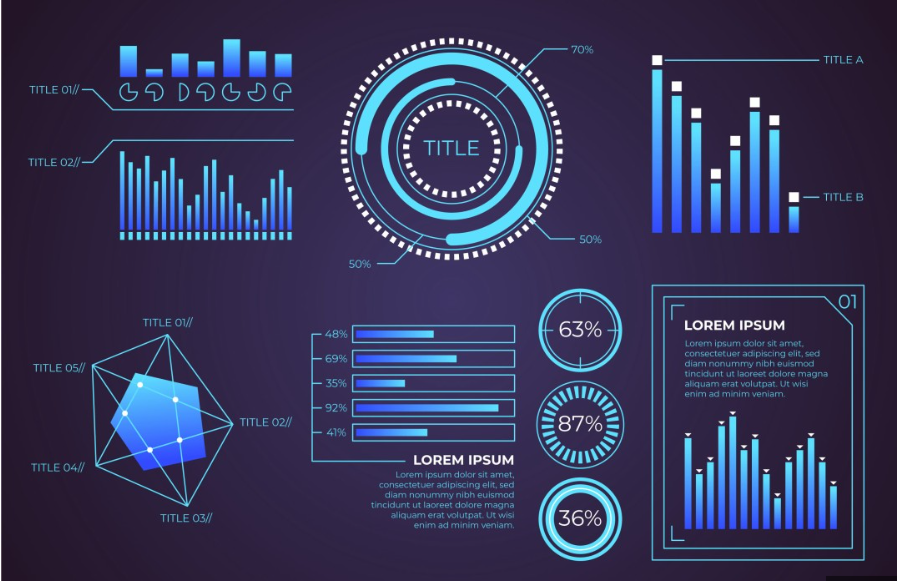 TITLE 01//
TITLE 02//
TITLE
70%
50%
50%
TITLE A
TITLE B
TITLE 01//
TITLE 05//
TITLE 02//
TITLE 04//
TITLE 03//
48%
69%
35%
92%
41%
LOREM IPSUM
Lorem ipsum dolor sit amet,
consectetuer adipiscing elit, sed
diam nonummy nibh euismod
tincidunt ut laoreet dolore magna
aliquam erat volutpat. Ut wisi
enim ad minim veniam.
63%
87%
36%
01
LOREM IPSUM
Lorem ipsum dolor sit amet,
consectetuer adipiscing elit, sed
diam nonummy nibh euismod
tincidunt ut laoreet dolore magna
aliquam erat volutpat. Ut wisi
enim ad minim veniam.